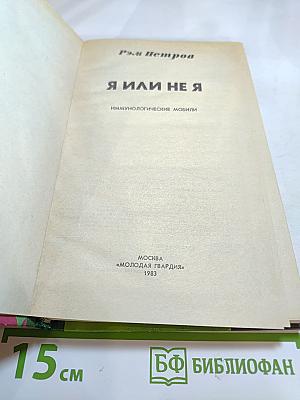 Рэм Петров
Я ИЛИ НЕ Я
ИММУНОЛОГИЧЕСКИЕ МОБИЛИ
МОСКВА
«МОЛОДАЯ ГВАРДИЯ»
1983
15 см
БФ БИБЛИОФАН